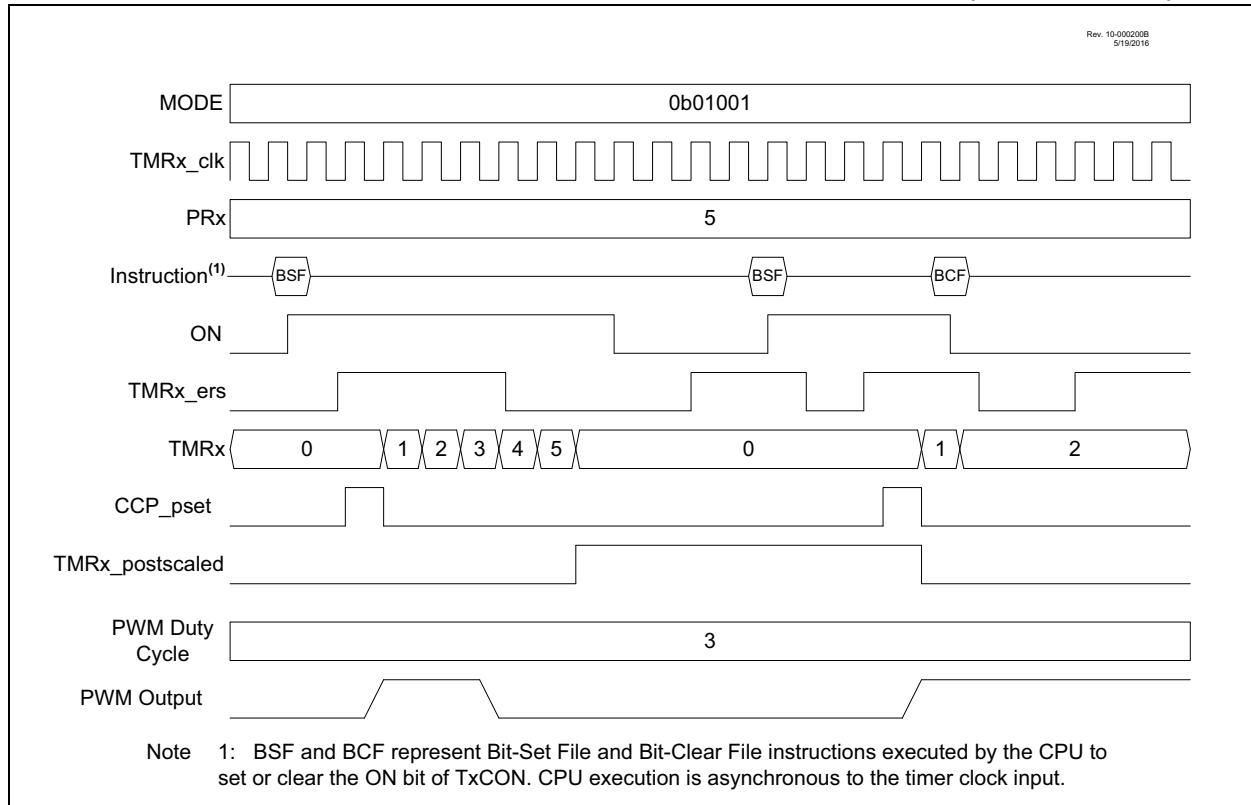 Rev. 10-000200B
5/19/2016
MODE 0b01001
TMRx_clk
PRx 5
Instruction(1) BSF BSF BCF
ON
TMRx_ers
TMRx 0 1 2 3 4 5 0 1 2
CCP_pset
TMRx_postscaled
PWM Duty
Cycle 3
PWM Output
Note 1: BSF and BCF represent Bit-Set File and Bit-Clear File instructions executed by the CPU to
set or clear the ON bit of TxCON. CPU execution is asynchronous to the timer clock input.